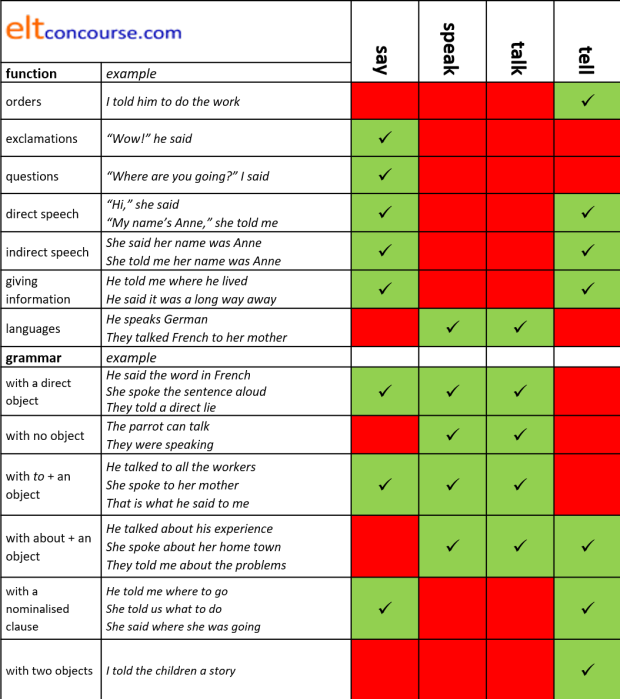 eltconcourse.com
say speak talk tell
function example
orders I told him to do the work ✓
exclamations “Wow!” he said ✓
questions “Where are you going?” I said ✓
“Hi,” she said
direct speech ✓ ✓
“My name’s Anne,” she told me
She said her name was Anne
indirect speech ✓ ✓
She told me her name was Anne
giving He told me where he lived
✓ ✓
information He said it was a long way away
He speaks German
languages ✓ ✓
They talked French to her mother
grammar example
He said the word in French
with a direct
She spoke the sentence aloud ✓ ✓ ✓
object
They told a direct lie
The parrot can talk
with no object ✓ ✓
They were speaking
He talked to all the workers
with to + an
She spoke to her mother ✓ ✓ ✓
object
That is what he said to me
He talked about his experience
with about + an
She spoke about her home town ✓ ✓ ✓
object
They told me about the problems
with a He told me where to go
nominalised She told us what to do ✓ ✓
clause She said where she was going
with two objects I told the children a story ✓